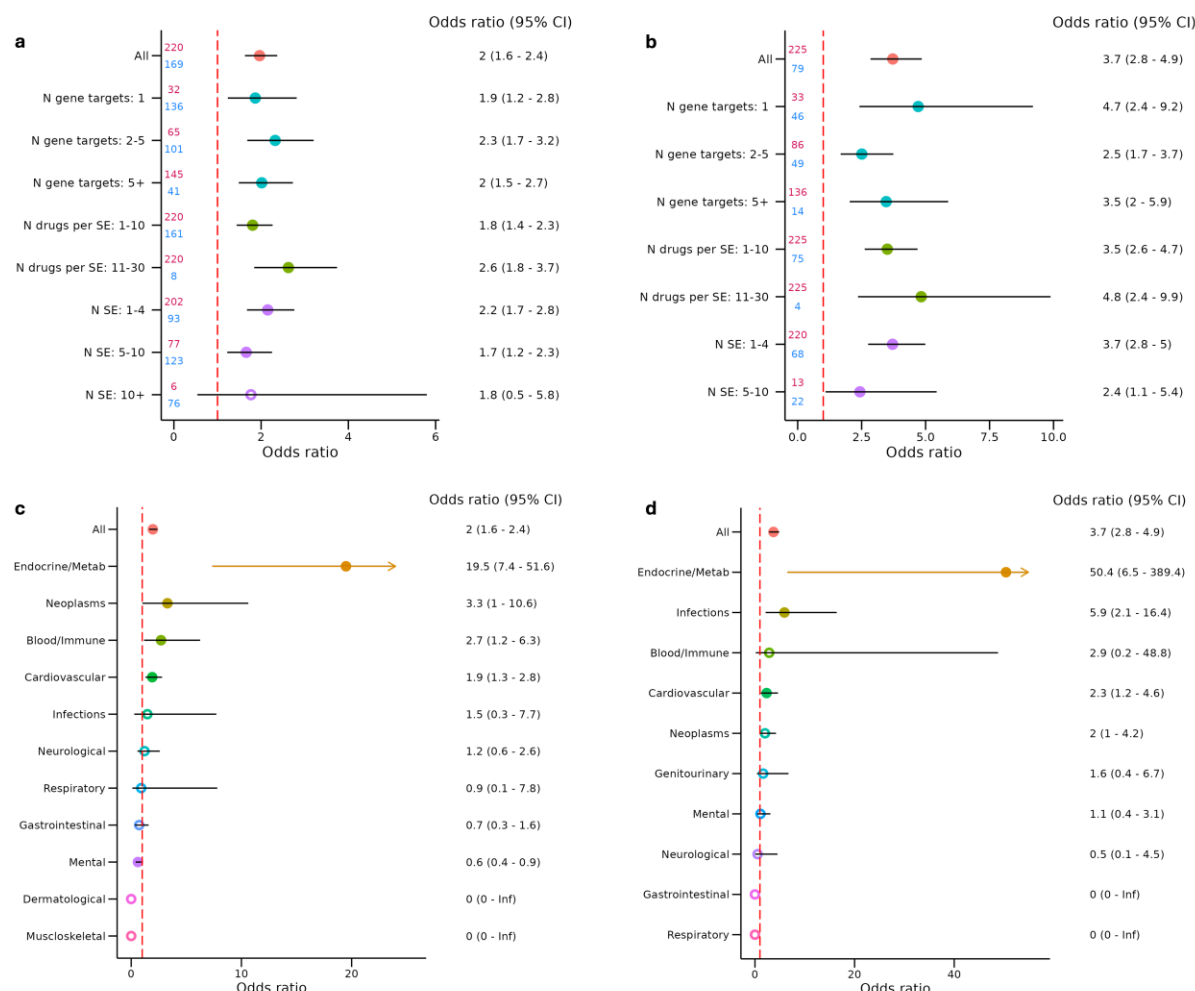 a
Odds ratio (95% CI)
All 220 169 2 (1.6 - 2.4)
N gene targets: 1 32 136 1.9 (1.2 - 2.8)
N gene targets: 2-5 65 101 2.3 (1.7 - 3.2)
N gene targets: 5+ 145 41 2 (1.5 - 2.7)
N drugs per SE: 1-10 220 161 1.8 (1.4 - 2.3)
N drugs per SE: 11-30 220 8 2.6 (1.8 - 3.7)
N SE: 1-4 202 93 2.2 (1.7 - 2.8)
N SE: 5-10 77 123 1.7 (1.2 - 2.3)
N SE: 10+ 6 76 1.8 (0.5 - 5.8)
0 2 4 6
Odds ratio
b
Odds ratio (95% CI)
All 225 79 3.7 (2.8 - 4.9)
N gene targets: 1 33 46 4.7 (2.4 - 9.2)
N gene targets: 2-5 86 49 2.5 (1.7 - 3.7)
N gene targets: 5+ 136 14 3.5 (2 - 5.9)
N drugs per SE: 1-10 225 75 3.5 (2.6 - 4.7)
N drugs per SE: 11-30 225 4 4.8 (2.4 - 9.9)
N SE: 1-4 220 68 3.7 (2.8 - 5)
N SE: 5-10 13 22 2.4 (1.1 - 5.4)
0.0 2.5 5.0 7.5 10.0
Odds ratio
c
Odds ratio (95% CI)
All 2 (1.6 - 2.4)
Endocrine/Metab 19.5 (7.4 - 51.6)
Neoplasms 3.3 (1 - 10.6)
Blood/Immune 2.7 (1.2 - 6.3)
Cardiovascular 1.9 (1.3 - 2.8)
Infections 1.5 (0.3 - 7.7)
Neurological 1.2 (0.6 - 2.6)
Respiratory 0.9 (0.1 - 7.8)
Gastrointestinal 0.7 (0.3 - 1.6)
Mental 0.6 (0.4 - 0.9)
Dermatological 0 (0 - Inf)
Muscloskeletal 0 (0 - Inf)
0 10 20
Odds ratio
d
Odds ratio (95% CI)
All 3.7 (2.8 - 4.9)
Endocrine/Metab 50.4 (6.5 - 389.4)
Infections 5.9 (2.1 - 16.4)
Blood/Immune 2.9 (0.2 - 48.8)
Cardiovascular 2.3 (1.2 - 4.6)
Neoplasms 2 (1 - 4.2)
Genitourinary 1.6 (0.4 - 6.7)
Mental 1.1 (0.4 - 3.1)
Neurological 0.5 (0.1 - 4.5)
Gastrointestinal 0 (0 - Inf)
Respiratory 0 (0 - Inf)
0 20 40
Odds ratio